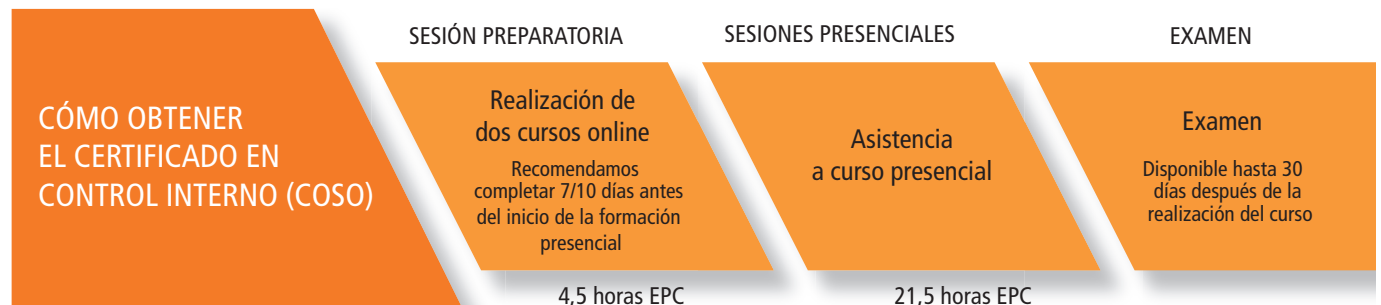 CÓMO OBTENER
EL CERTIFICADO EN
CONTROL INTERNO (COSO)
SESIÓN PREPARATORIA
Realización de
dos cursos online
Recomendamos
completar 7/10 días antes
del inicio de la formación
presencial
4,5 horas EPC
SESIONES PRESENCIALES
Asistencia
a curso presencial
21,5 horas EPC
EXAMEN
Examen
Disponible hasta 30
días después de la
realización del curso